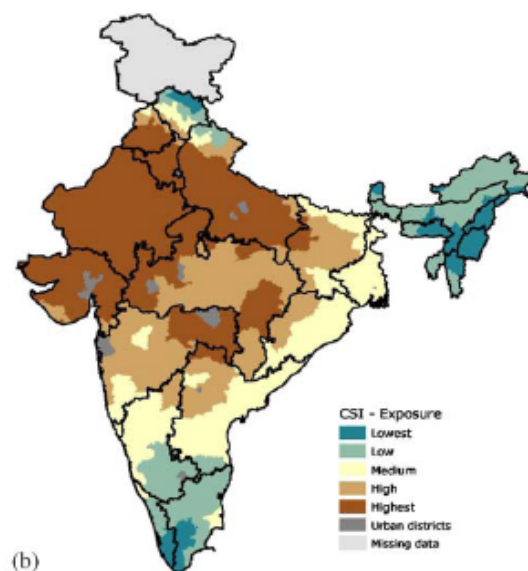 CSI - Exposure
Lowest
Low
Medium
High
Highest
Urban districts
Missing data
(b)